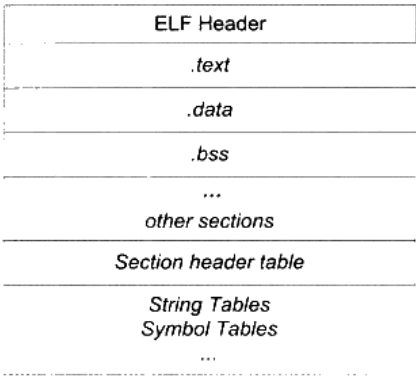 ELF Header
.text
.data
.bss
...
other sections
Section header table
String Tables
Symbol Tables
...